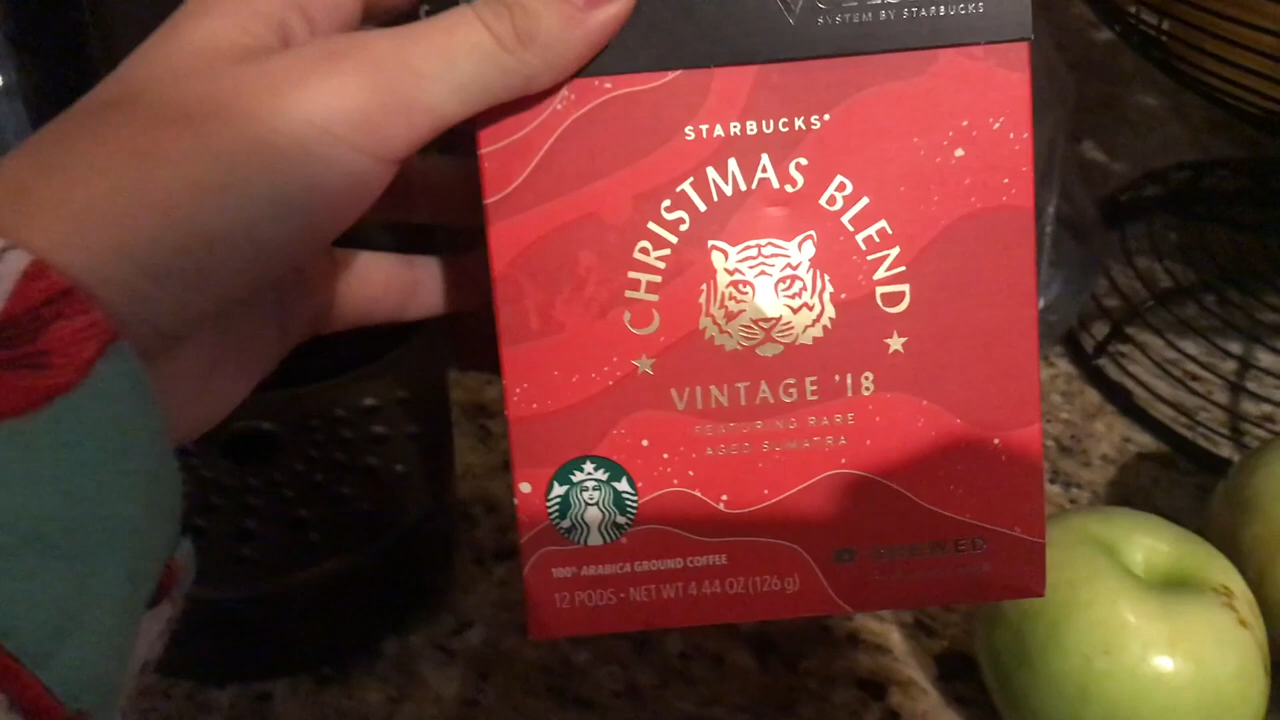 SYSTEM BY STARBUCKS
STARBUCKS®
CHRISTMAS BLEND
VINTAGE '18
FEATURING RARE
AGED SUMATRA
100% ARABICA GROUND COFFEE
12 PODS • NET WT 4.44 OZ (126 g)